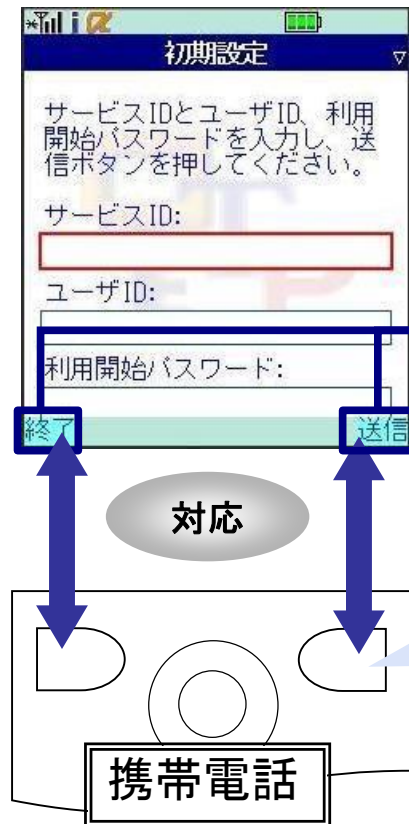 初期設定
サービスIDとユーザID、利用
開始パスワードを入力し、送
信ボタンを押してください。
サービスID:
ユーザID:
利用開始パスワード:
終了
送信
対応
携帯電話